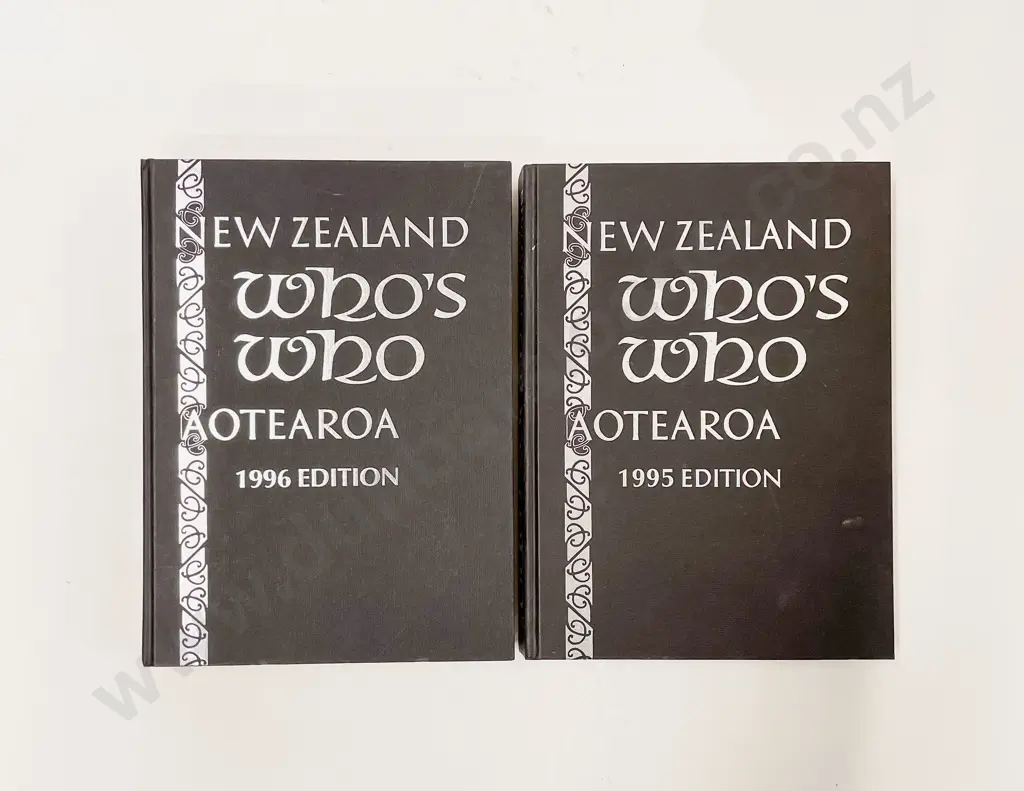 NEW ZEALAND
WHO'S
WHO
AOTEAROA
1996 EDITION
NEW ZEALAND
WHO'S
WHO
AOTEAROA
1995 EDITION